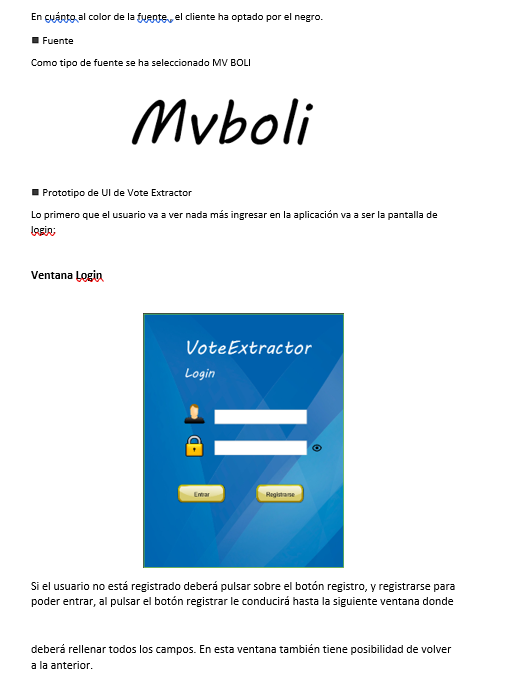 En cuánto al color de la fuente , el cliente ha optado por el negro.
Fuente
Como tipo de fuente se ha seleccionado MV BOLI
Mvboli
Prototipo de UI de Vote Extractor
Lo primero que el usuario va a ver nada más ingresar en la aplicación va a ser la pantalla de
login:
Ventana Login
VoteExtractor
Login
Entrar
Registrarse
Si el usuario no está registrado deberá pulsar sobre el botón registro, y registrarse para
poder entrar, al pulsar el botón registrar le conducirá hasta la siguiente ventana donde
deberá rellenar todos los campos. En esta ventana también tiene posibilidad de volver
a la anterior.